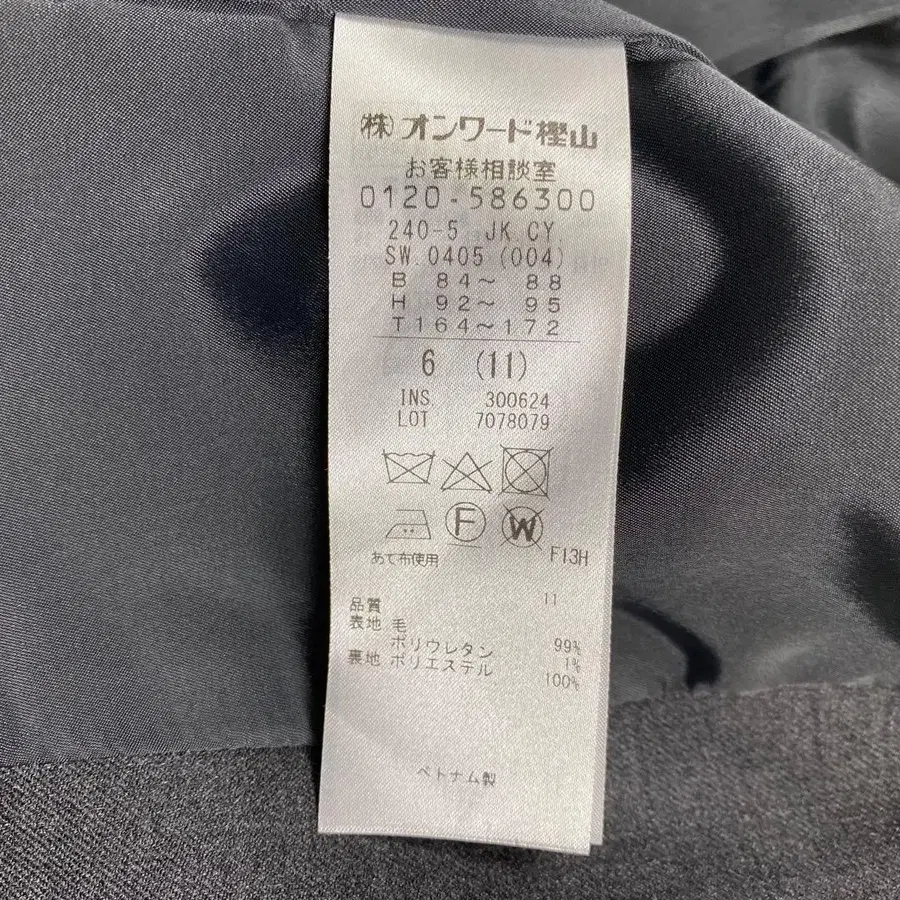 (株)オンワード樫山
お客様相談室
0120-586300
240-5 JK CY
SW.0405 (004)
B 84～ 88
H 92～ 95
T164～172
6 (11)
INS 300624
LOT 7078079
F W
あて布使用 F13H
品質 11
表地 毛 99%
ポリウレタン 1%
裏地 ポリエステル 100%
ベトナム製